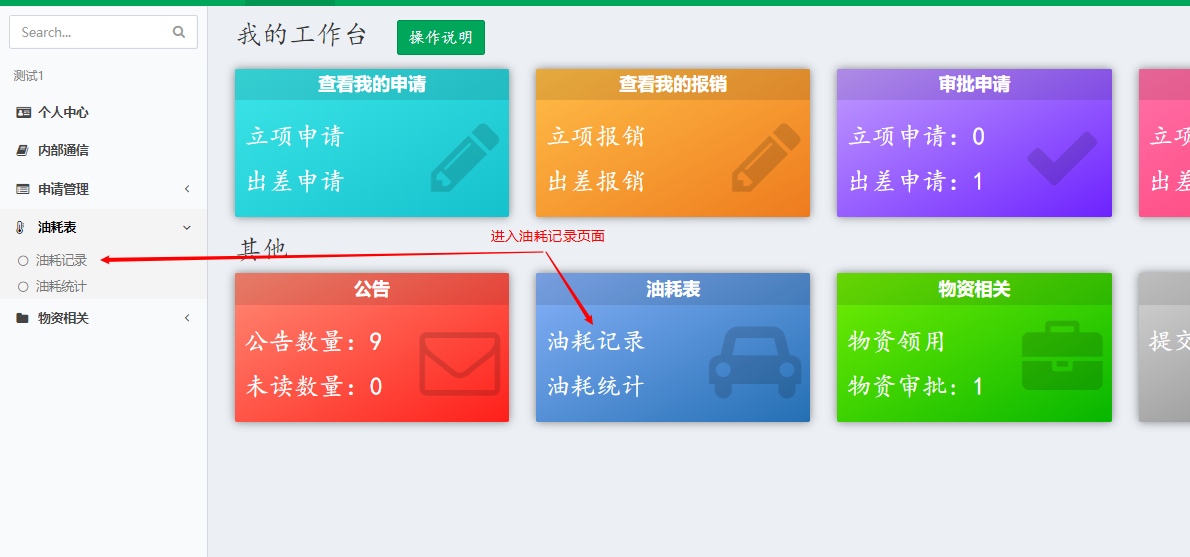 Search...
测试1
个人中心
内部通信
申请管理
油耗表
油耗记录
油耗统计
物资相关
我的工作台
操作说明
查看我的申请
立项申请
出差申请
查看我的报销
立项报销
出差报销
审批申请
立项申请: 0
出差申请: 1
立项
出差
其他
进入油耗记录页面
公告
公告数量: 9
未读数量: 0
油耗表
油耗记录
油耗统计
物资相关
物资领用
物资审批: 1
提交